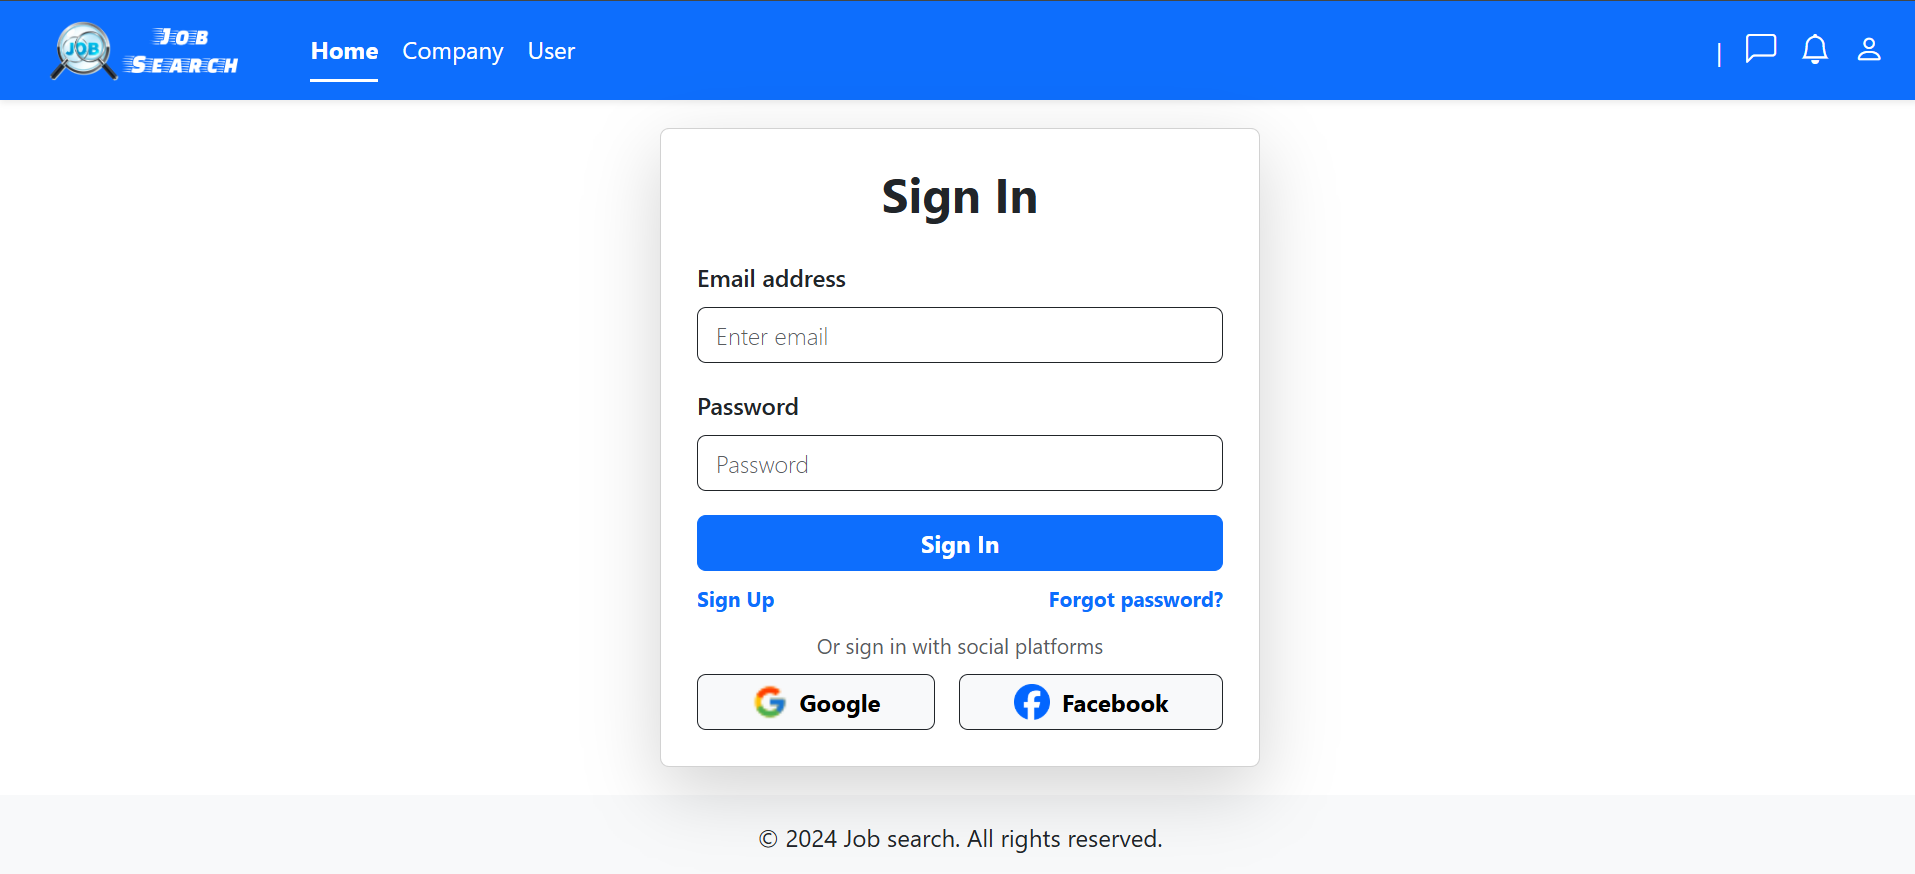 JOB
Job
Search
Home Company User
|
Sign In
Email address
Enter email
Password
Password
Sign In
Sign Up Forgot password?
Or sign in with social platforms
Google Facebook
© 2024 Job search. All rights reserved.